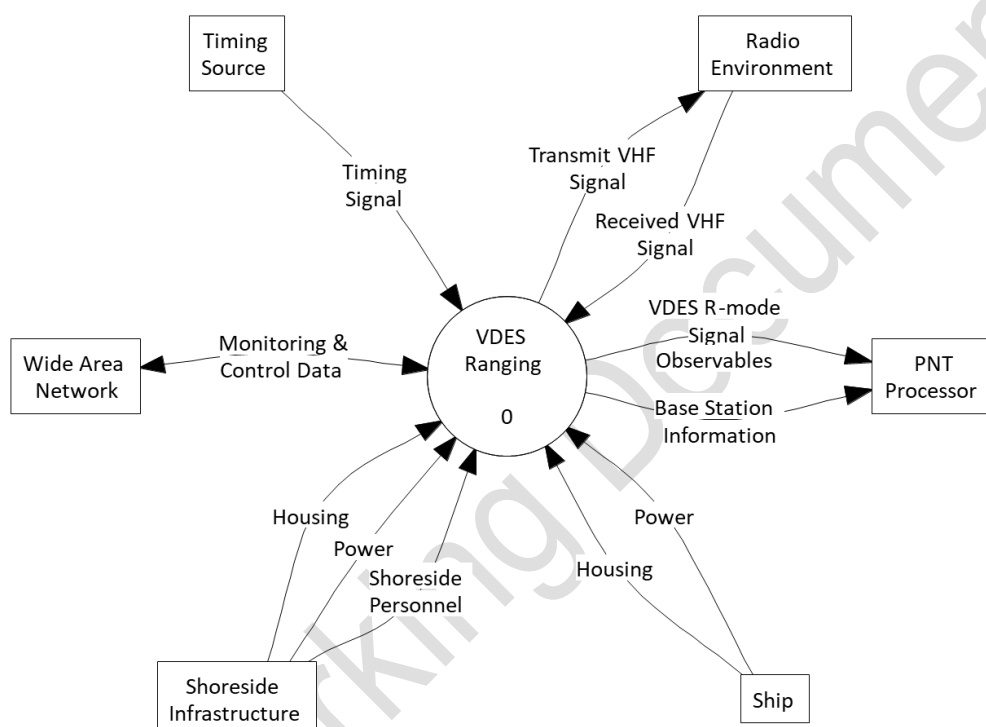 Timing
Source
Radio
Environment
Timing
Signal
Transmit VHF
Signal
Received VHF
Signal
VDES
Ranging
0
VDES R-mode
Signal
Observables
Base Station
Information
PNT
Processor
Monitoring &
Control Data
Wide Area
Network
Housing
Power
Shoreside
Personnel
Shoreside
Infrastructure
Power
Housing
Ship